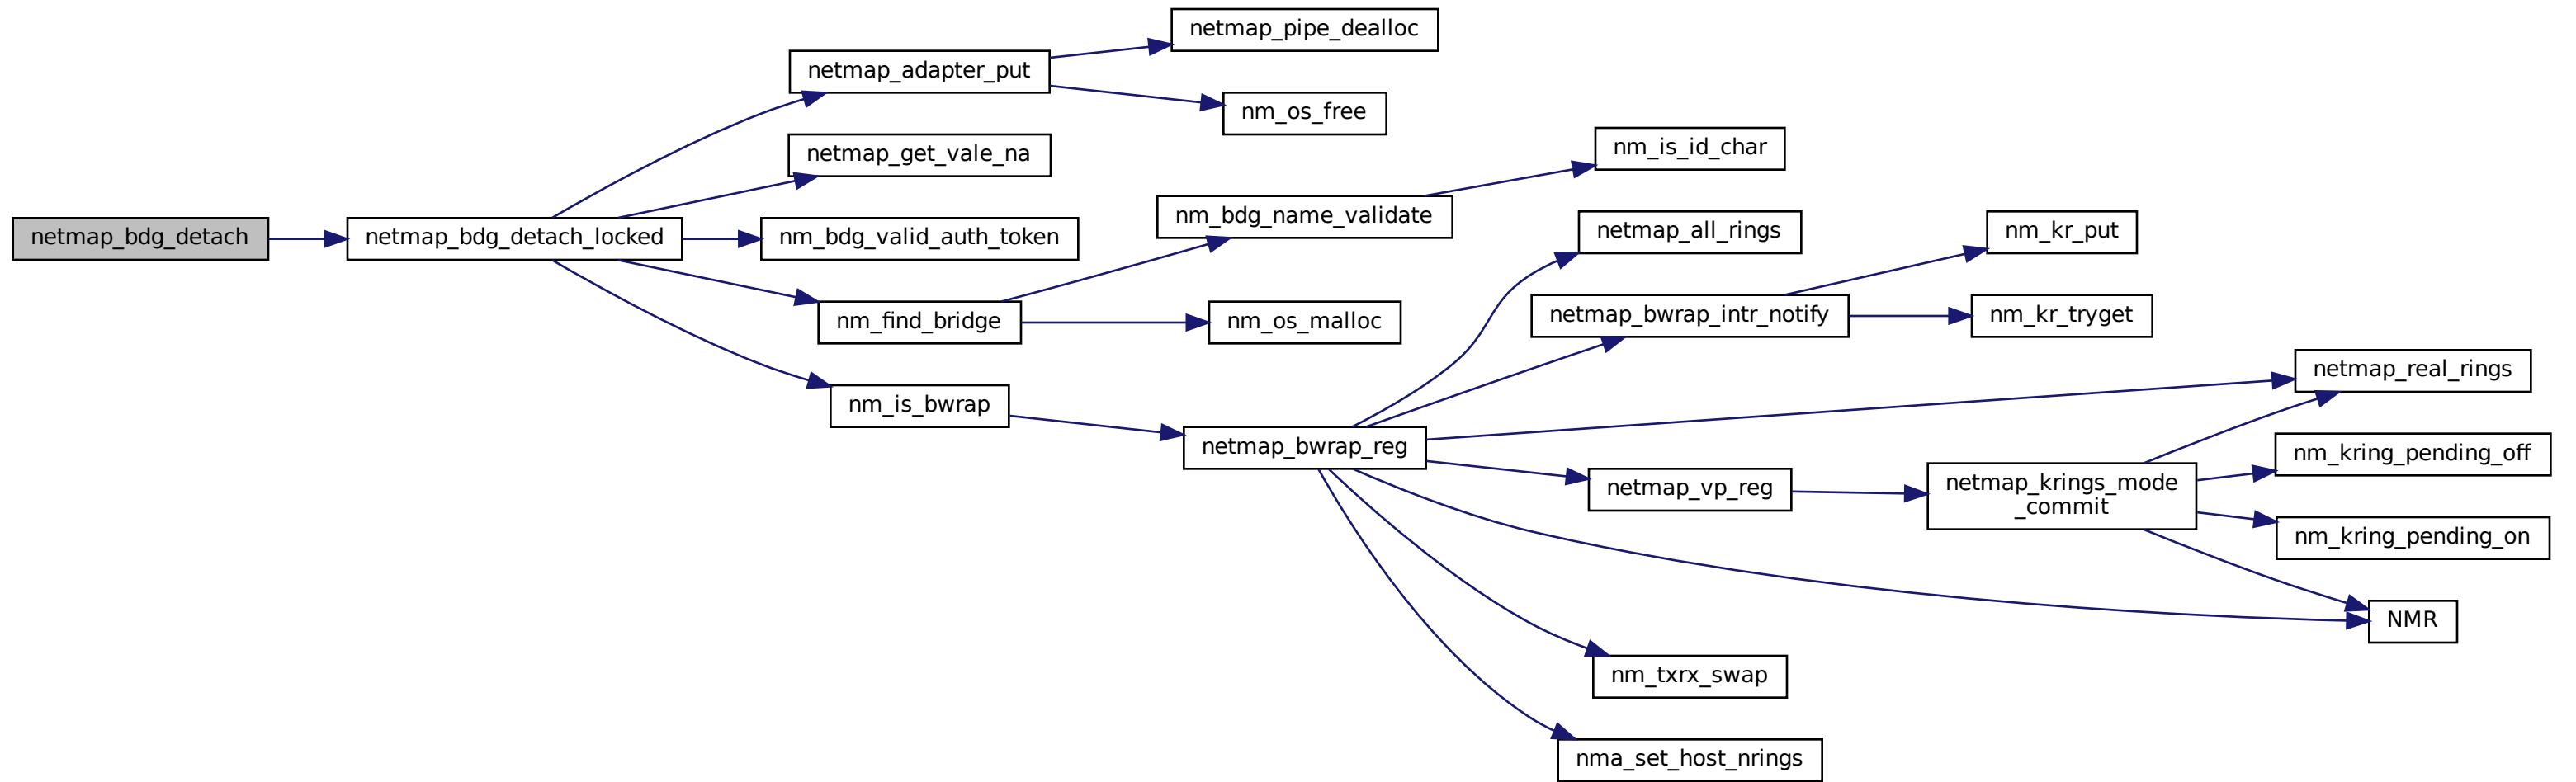 netmap_bdg_detach
netmap_bdg_detach_locked
netmap_adapter_put
netmap_pipe_dealloc
nm_os_free
netmap_get_vale_na
nm_bdg_valid_auth_token
nm_find_bridge
nm_bdg_name_validate
nm_is_id_char
nm_os_malloc
nm_is_bwrap
netmap_bwrap_reg
netmap_all_rings
netmap_bwrap_intr_notify
nm_kr_put
nm_kr_tryget
netmap_real_rings
netmap_vp_reg
netmap_krings_mode
_commit
nm_kring_pending_off
nm_kring_pending_on
NMR
nm_txrx_swap
nma_set_host_nrings